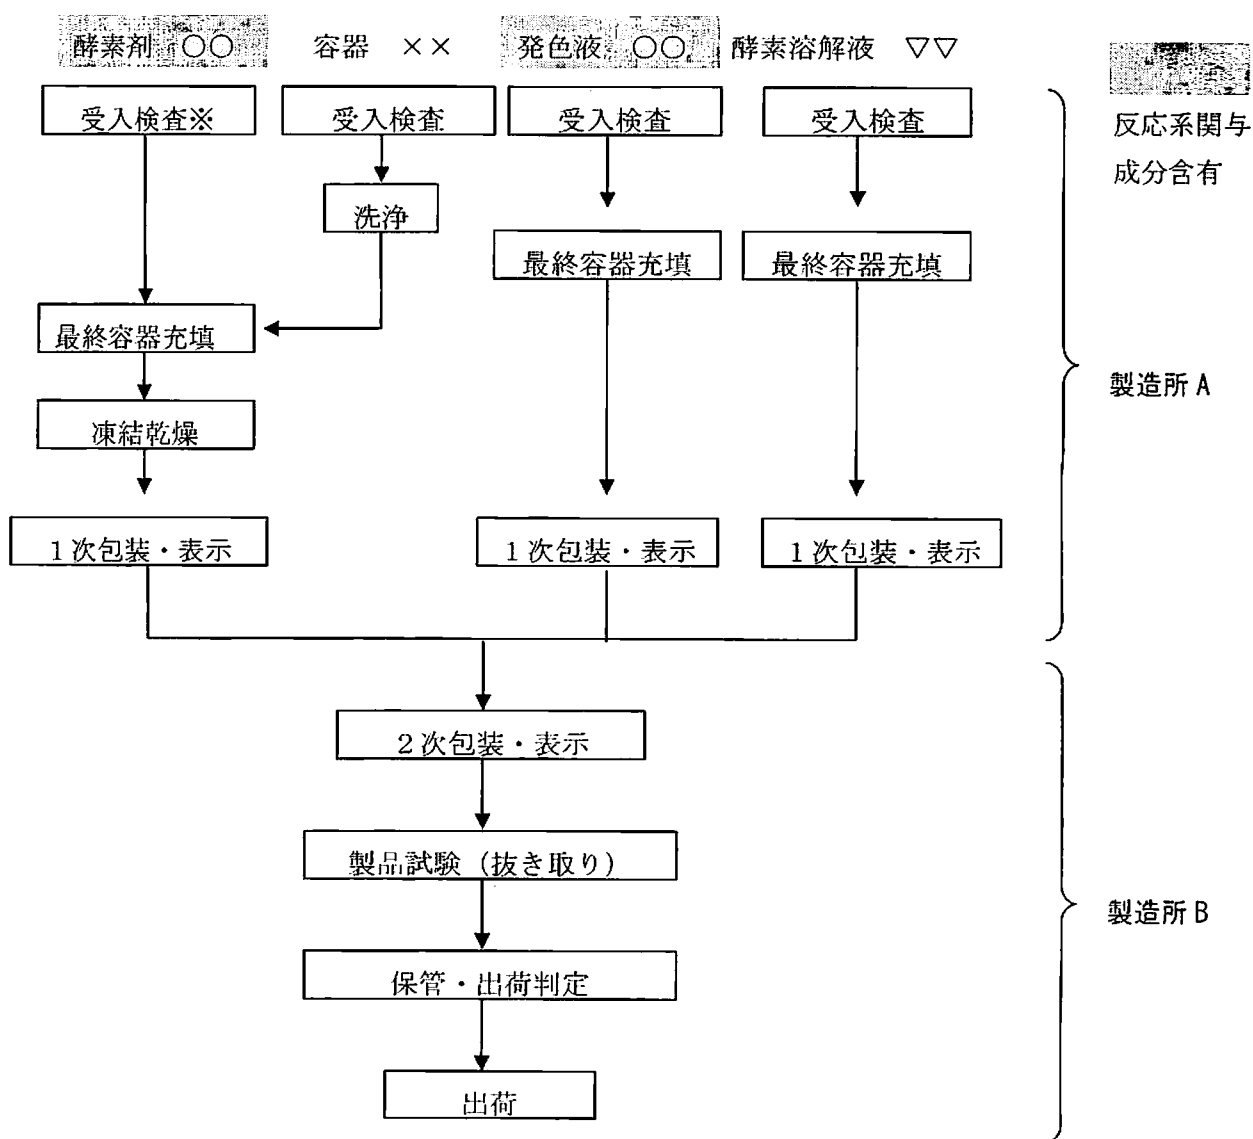 酵素剤 ○○ 容器 ×× 発色液 ○○ 酵素溶解液 ▽▽
受入検査※ 受入検査 受入検査 受入検査
反応系関与
成分含有
洗浄
最終容器充填 最終容器充填
最終容器充填
製造所 A
凍結乾燥
1次包装・表示 1次包装・表示 1次包装・表示
2次包装・表示
製品試験（抜き取り）
製造所 B
保管・出荷判定
出荷